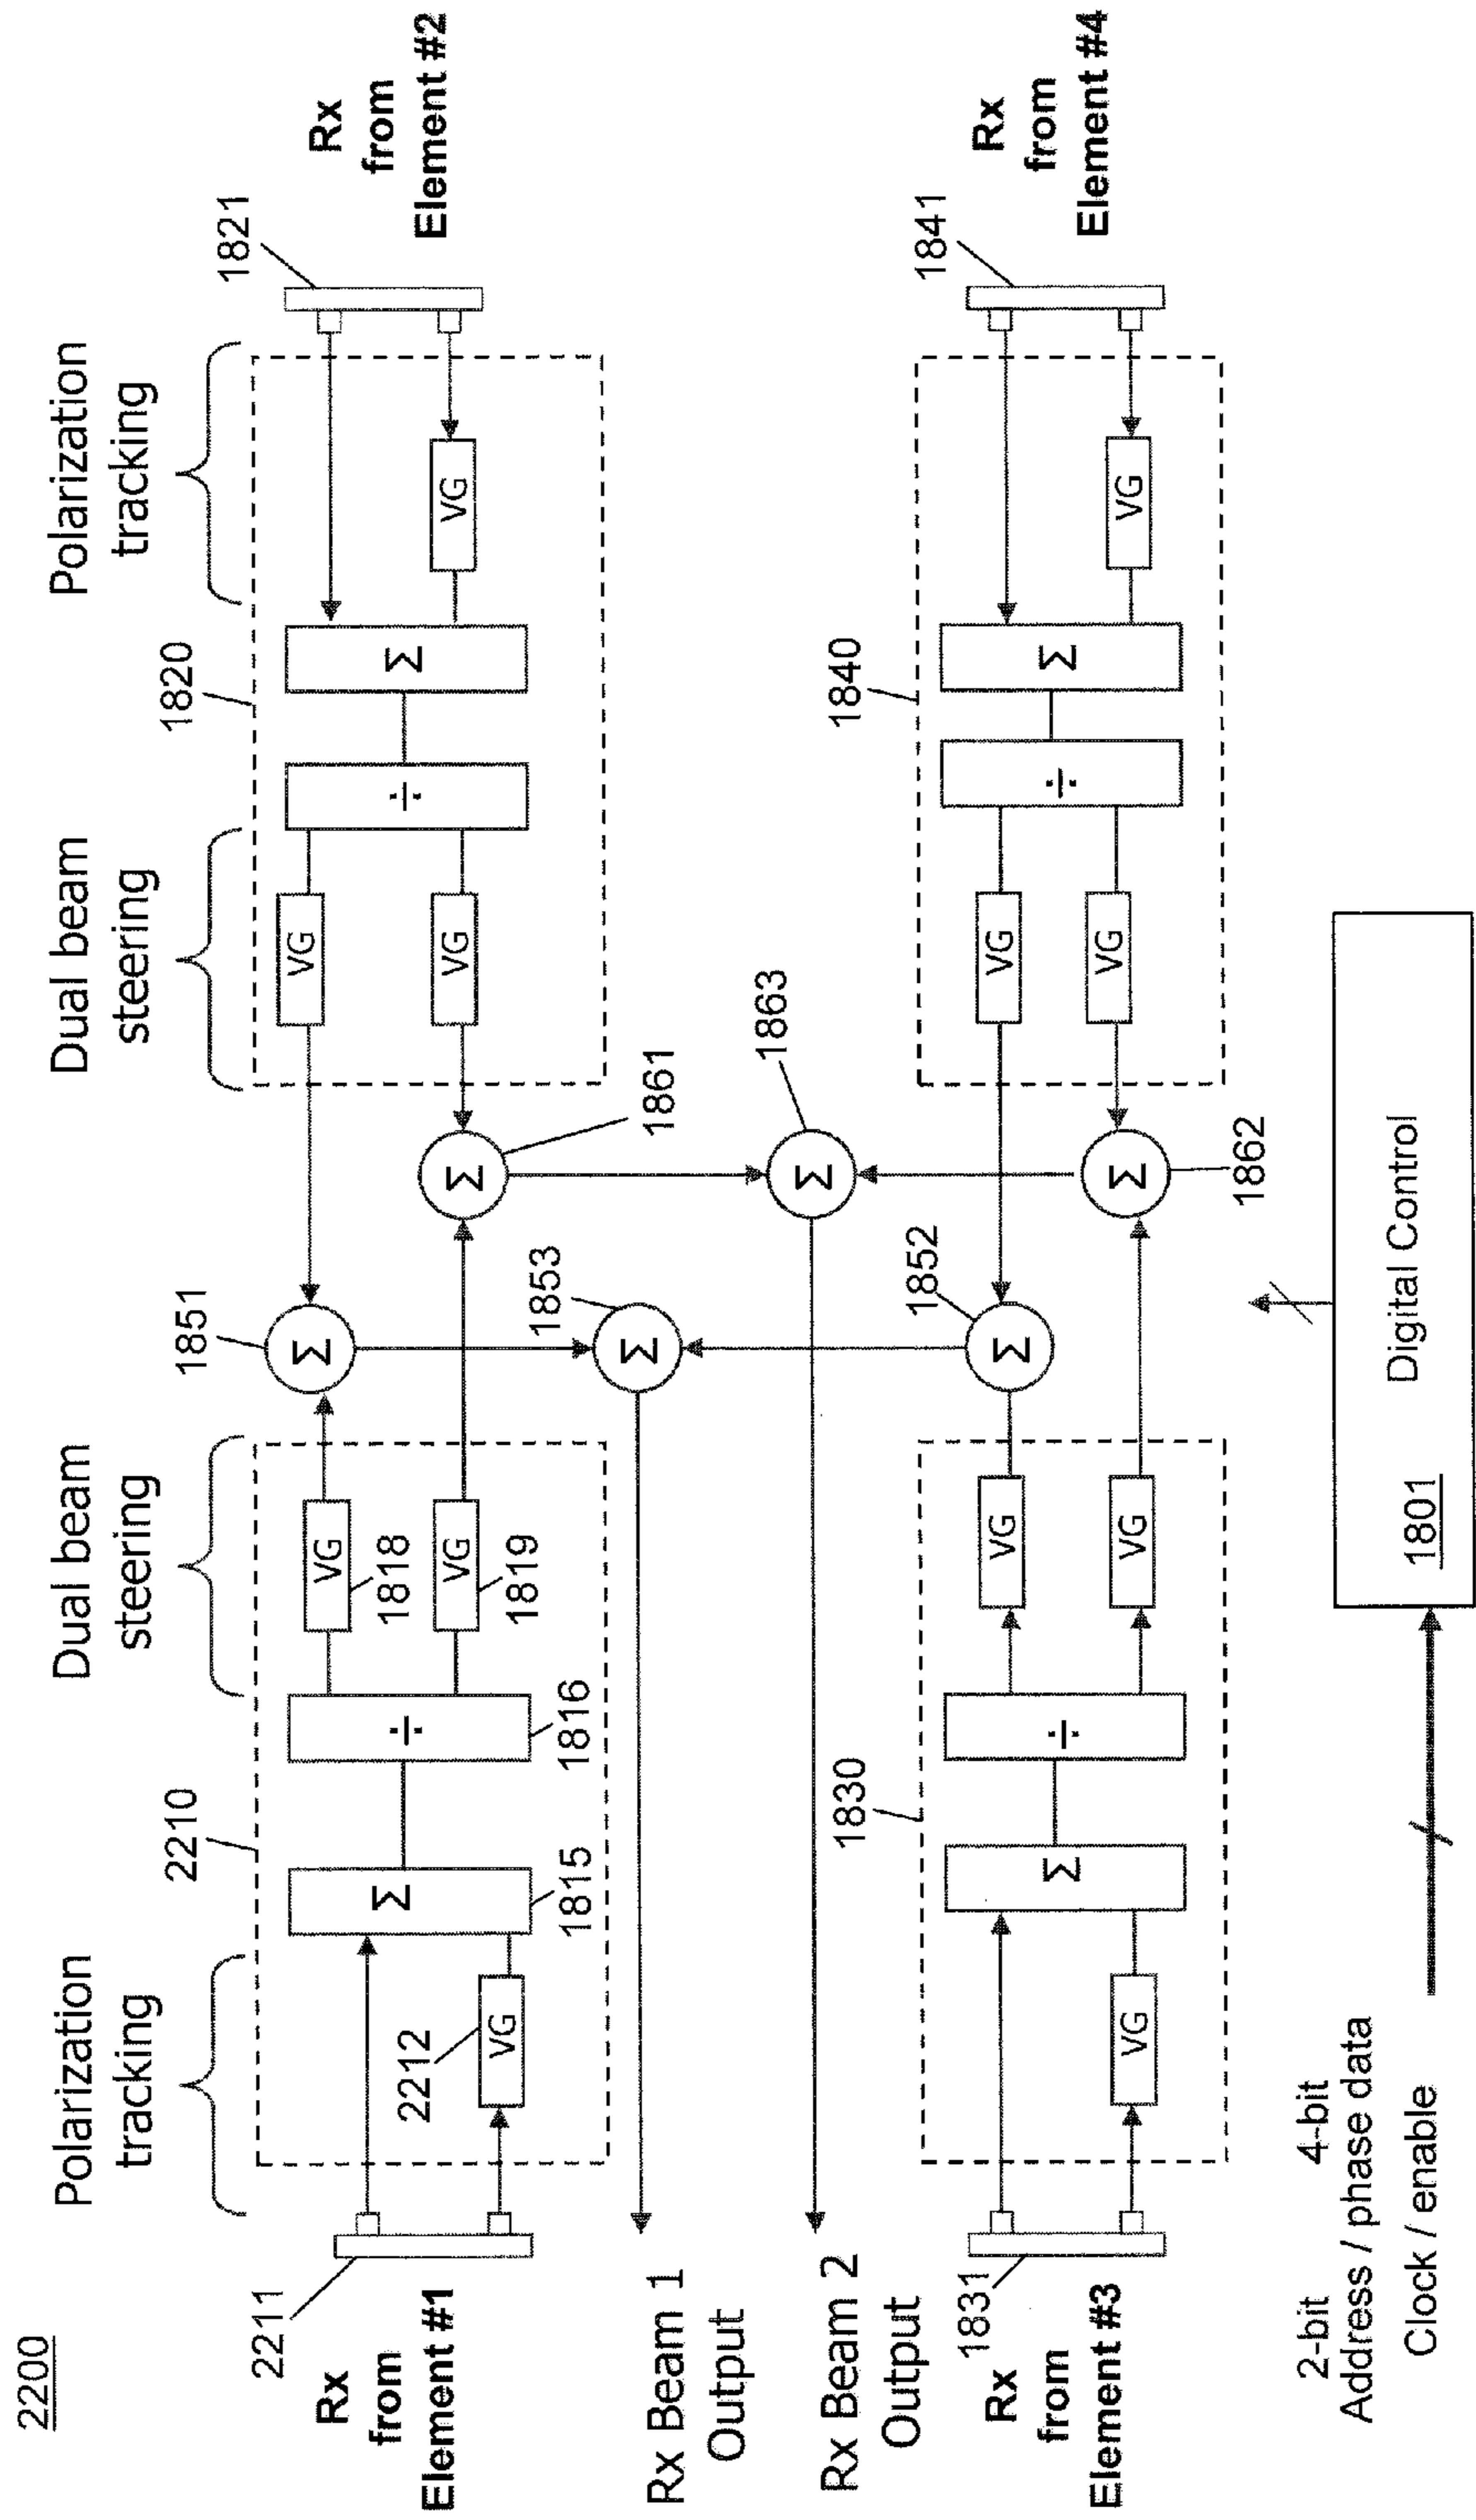 2200
Polarization
tracking
Dual beam
steering
Dual beam
steering
Polarization
tracking
2210
1820
2211
Rx
from
Element #1
2212
VG
Σ
1815
÷
1816
VG
1818
VG
1819
1851
Σ
Σ
1861
VG
VG
÷
Σ
VG
1821
Rx
from
Element #2
1853
Σ
1863
Σ
Rx Beam 1
Output
Rx Beam 2
Output
1830
1840
1831
Rx
from
Element #3
VG
Σ
÷
VG
VG
1852
Σ
Σ
1862
VG
VG
÷
Σ
VG
1841
Rx
from
Element #4
2-bit 4-bit
Address / phase data
Clock / enable
Digital Control
1801